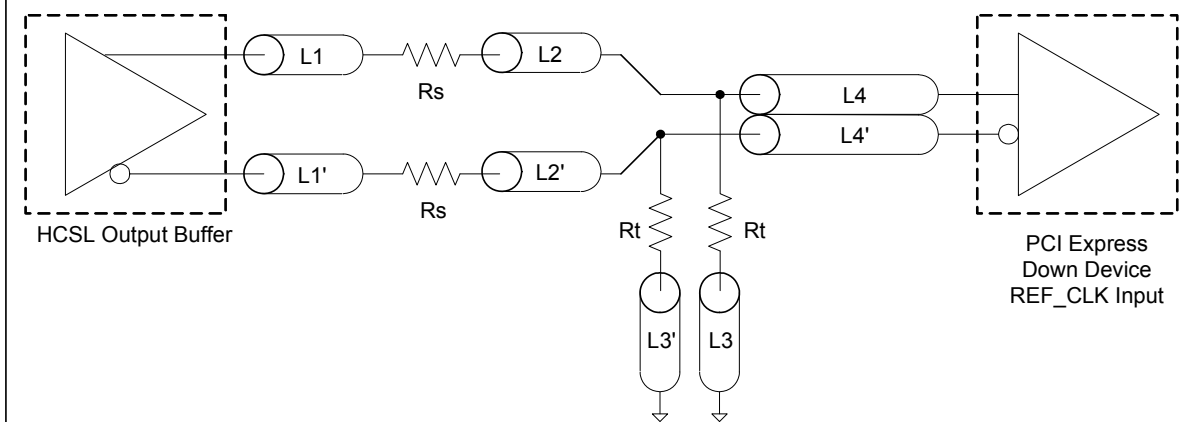 L1
Rs
L2
L4
L4'
L1'
Rs
L2'
HCSL Output Buffer
Rt
Rt
L3'
L3
PCI Express
Down Device
REF_CLK Input